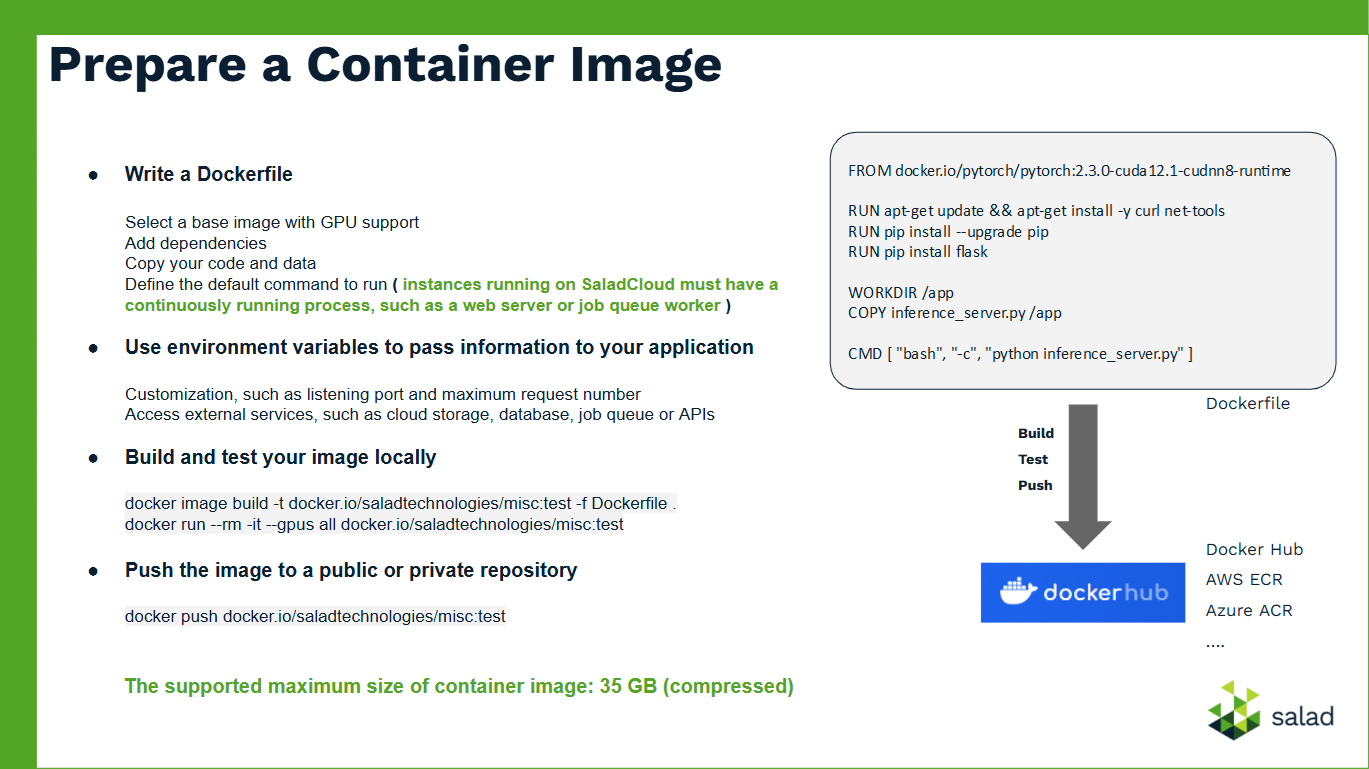 Prepare a Container Image
● Write a Dockerfile
Select a base image with GPU support
Add dependencies
Copy your code and data
Define the default command to run ( instances running on SaladCloud must have a
continuously running process, such as a web server or job queue worker )
● Use environment variables to pass information to your application
Customization, such as listening port and maximum request number
Access external services, such as cloud storage, database, job queue or APIs
● Build and test your image locally
docker image build -t docker.io/saladtechnologies/misc:test -f Dockerfile .
docker run --rm -it --gpus all docker.io/saladtechnologies/misc:test
● Push the image to a public or private repository
docker push docker.io/saladtechnologies/misc:test
The supported maximum size of container image: 35 GB (compressed)
FROM docker.io/pytorch/pytorch:2.3.0-cuda12.1-cudnn8-runtime
RUN apt-get update && apt-get install -y curl net-tools
RUN pip install --upgrade pip
RUN pip install flask
WORKDIR /app
COPY inference_server.py /app
CMD [ "bash", "-c", "python inference_server.py" ]
Dockerfile
Build
Test
Push
dockerhub
Docker Hub
AWS ECR
Azure ACR
....
salad